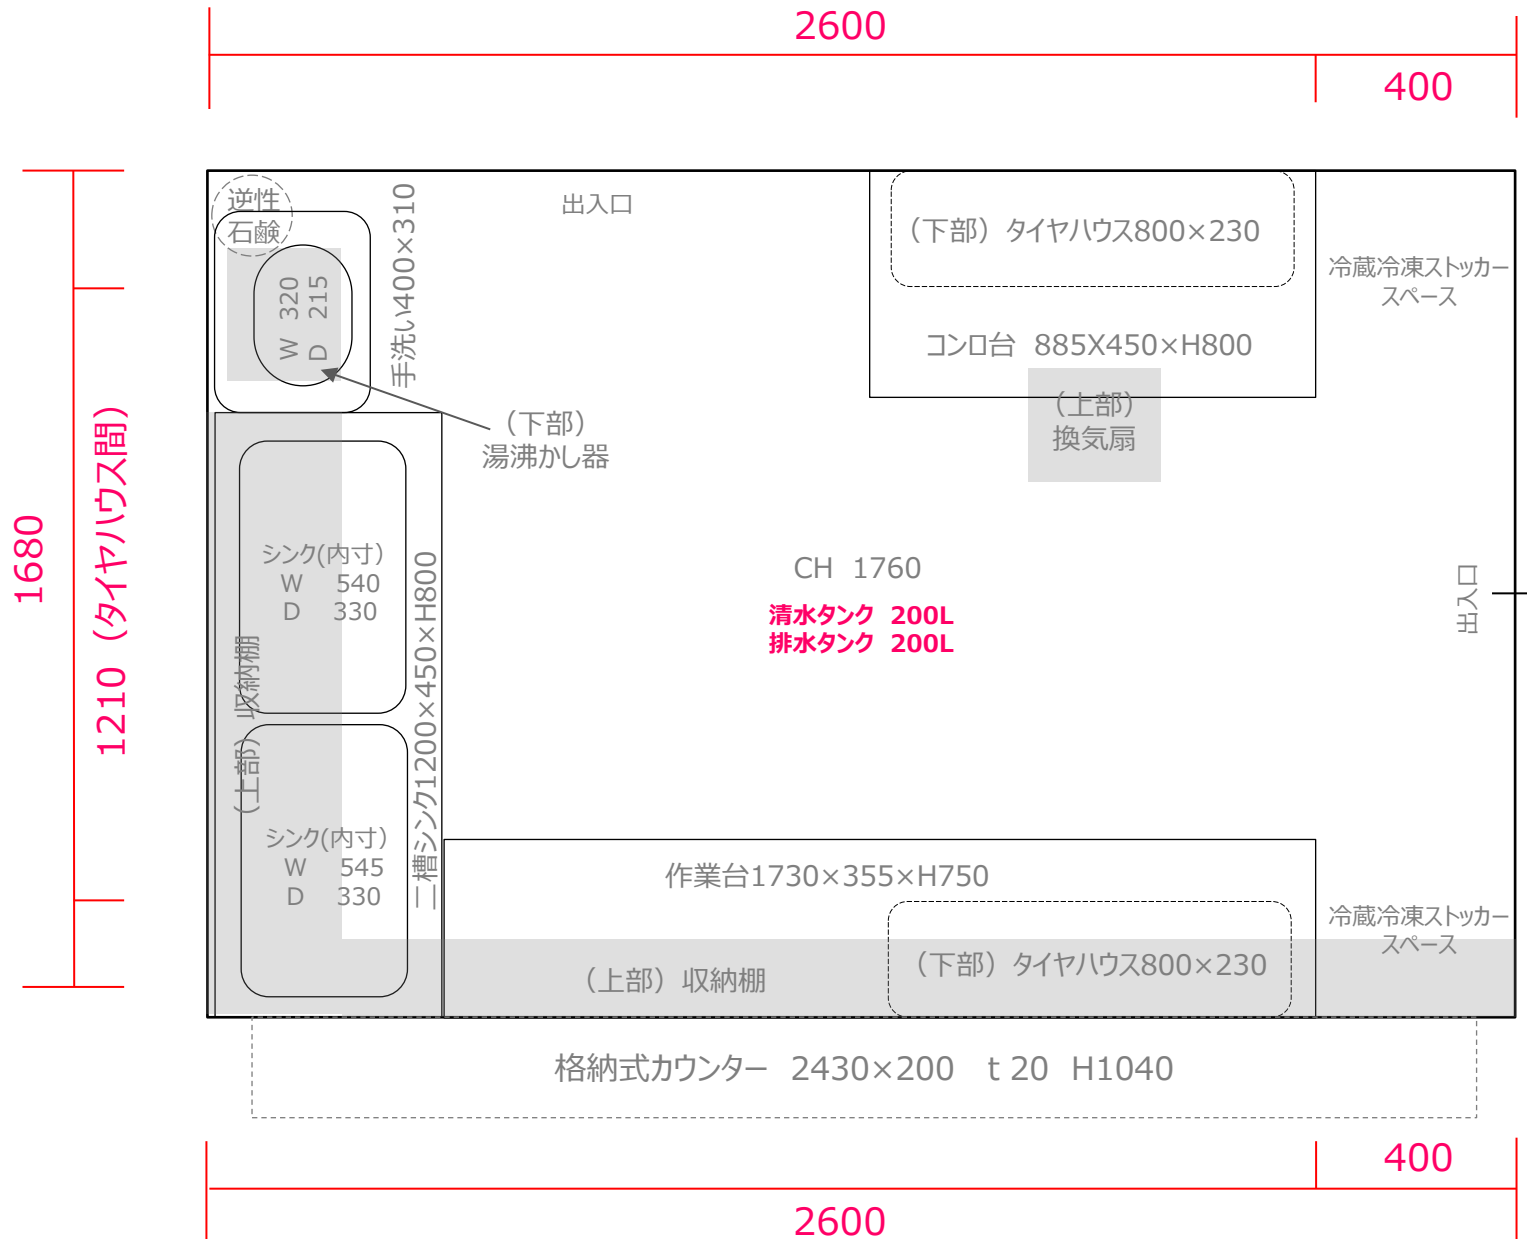 2600
400
逆性
石鹸
手洗い400×310
出入口
（下部）タイヤハウス800×230
冷蔵冷凍ストッカー
スペース
W 320
D 215
コンロ台 885X450×H800
（上部）
換気扇
（下部）
湯沸かし器
1680
1210（タイヤハウス間）
シンク(内寸）
W 540
D 330
二槽シンク1200×450×H800
（上部）収納棚
CH 1760
清水タンク 200L
排水タンク 200L
出入口
シンク(内寸）
W 545
D 330
作業台1730×355×H750
冷蔵冷凍ストッカー
スペース
（下部）タイヤハウス800×230
（上部）収納棚
格納式カウンター 2430×200 t 20 H1040
400
2600